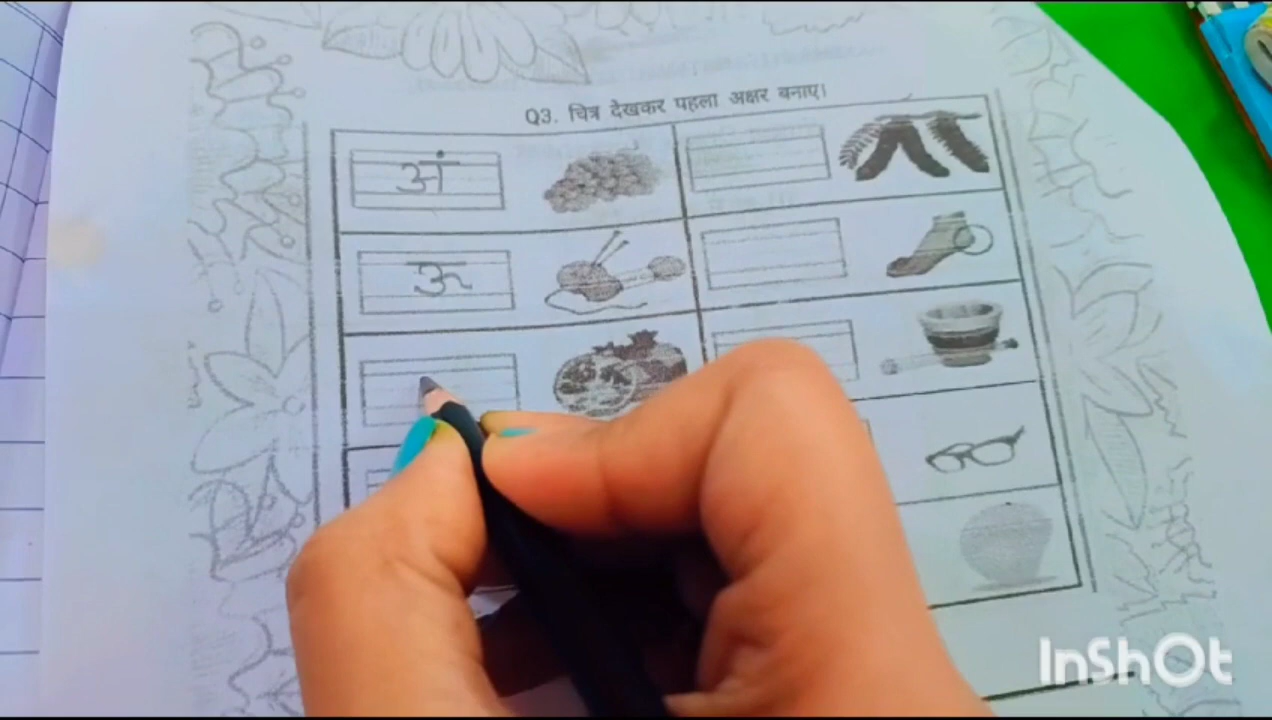 Q3. चित्र देखकर पहला अक्षर बनाए।
अं
ऊ
InShOt